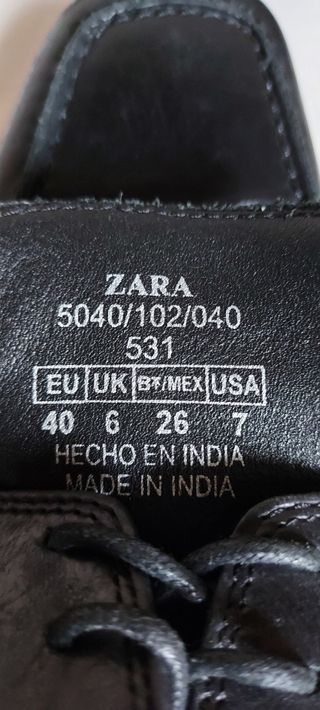 ZARA
5040/102/040
531
EU UK B*/MEX USA
40 6 26 7
HECHO EN INDIA
MADE IN INDIA